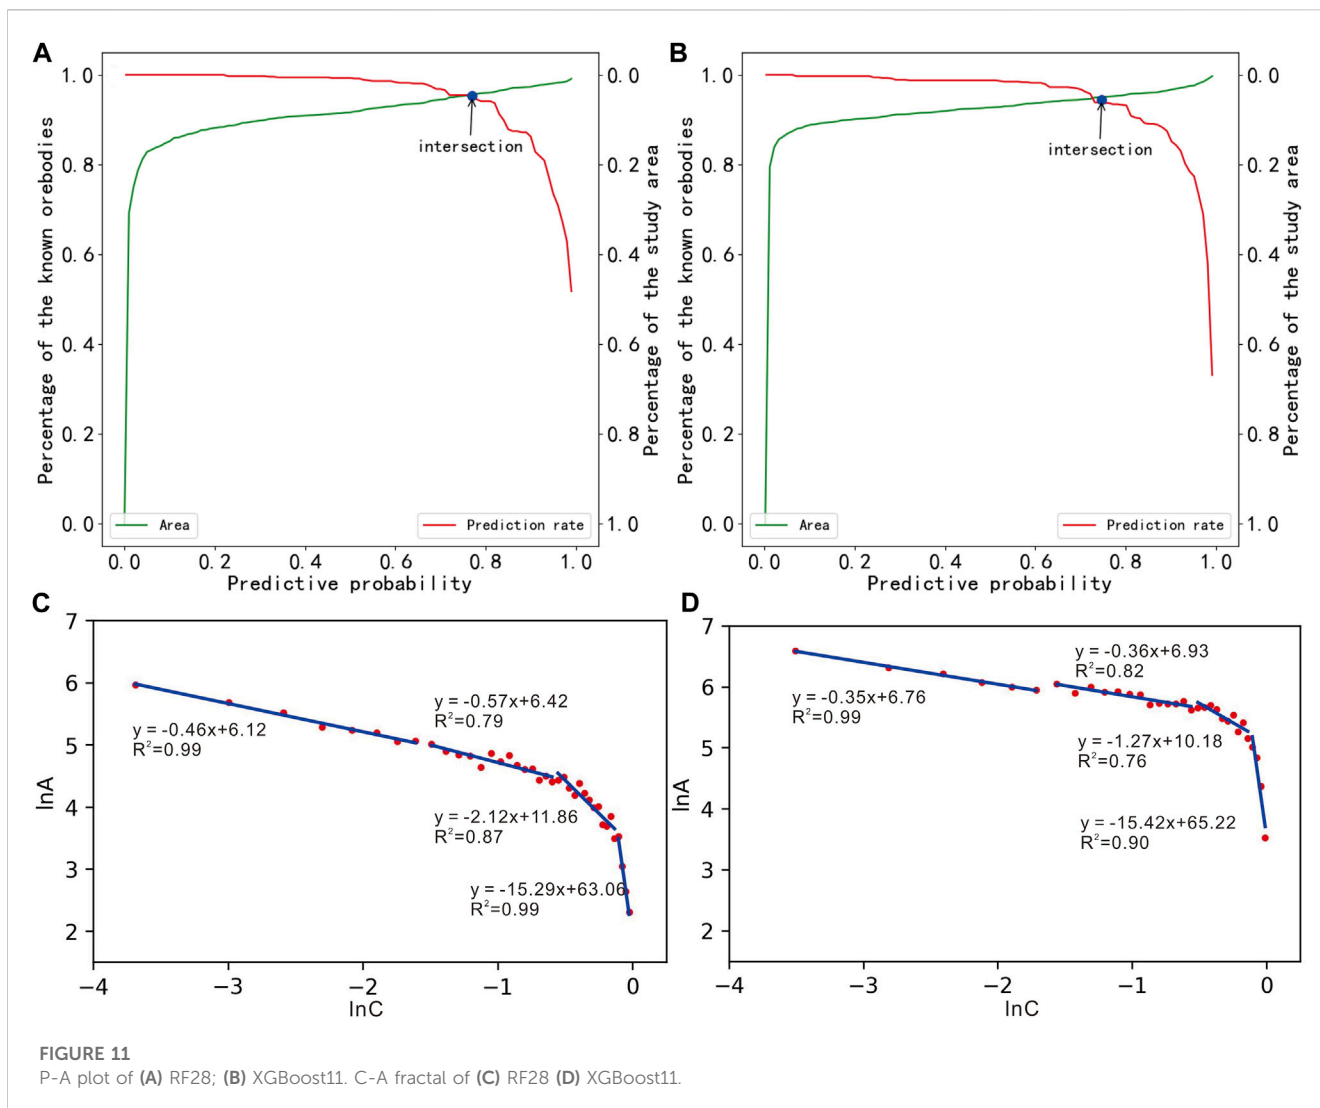 A
B
1.0
0.8
0.6
0.4
0.2
0.0
Percentage of the known orebodies
0.0
0.2
0.4
0.6
0.8
1.0
Percentage of the study area
intersection
Area
Prediction rate
0.0 0.2 0.4 0.6 0.8 1.0
Predictive probability
1.0
0.8
0.6
0.4
0.2
0.0
Percentage of the known orebodies
0.0
0.2
0.4
0.6
0.8
1.0
Percentage of the study area
intersection
Area
Prediction rate
0.0 0.2 0.4 0.6 0.8 1.0
Predictive probability
C
7
6
5
4
3
2
lnA
y = -0.46x+6.12
R²=0.99
y = -0.57x+6.42
R²=0.79
y = -2.12x+11.86
R²=0.87
y = -15.29x+63.06
R²=0.99
−4 −3 −2 −1 0
lnC
D
7
6
5
4
3
2
lnA
y = -0.35x+6.76
R²=0.99
y = -0.36x+6.93
R²=0.82
y = -1.27x+10.18
R²=0.76
y = -15.42x+65.22
R²=0.90
−4 −3 −2 −1 0
lnC
FIGURE 11
P-A plot of (A) RF28; (B) XGBoost11. C-A fractal of (C) RF28 (D) XGBoost11.